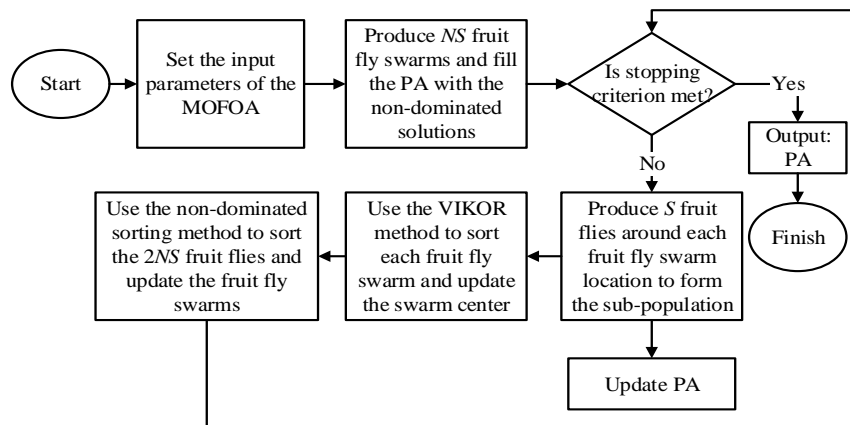 Start
Set the input
parameters of the
MOFOA
Produce NS fruit
fly swarms and fill
the PA with the
non-dominated
solutions
Is stopping
criterion met?
Yes
Output:
PA
Finish
No
Produce S fruit
flies around each
fruit fly swarm
location to form
the sub-population
Use the VIKOR
method to sort
each fruit fly
swarm and update
the swarm center
Use the non-dominated
sorting method to sort
the 2NS fruit flies and
update the fruit fly
swarms
Update PA